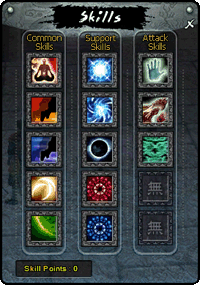 Skills
X
Common Support Attack
Skills Skills Skills
Skill Points : 0